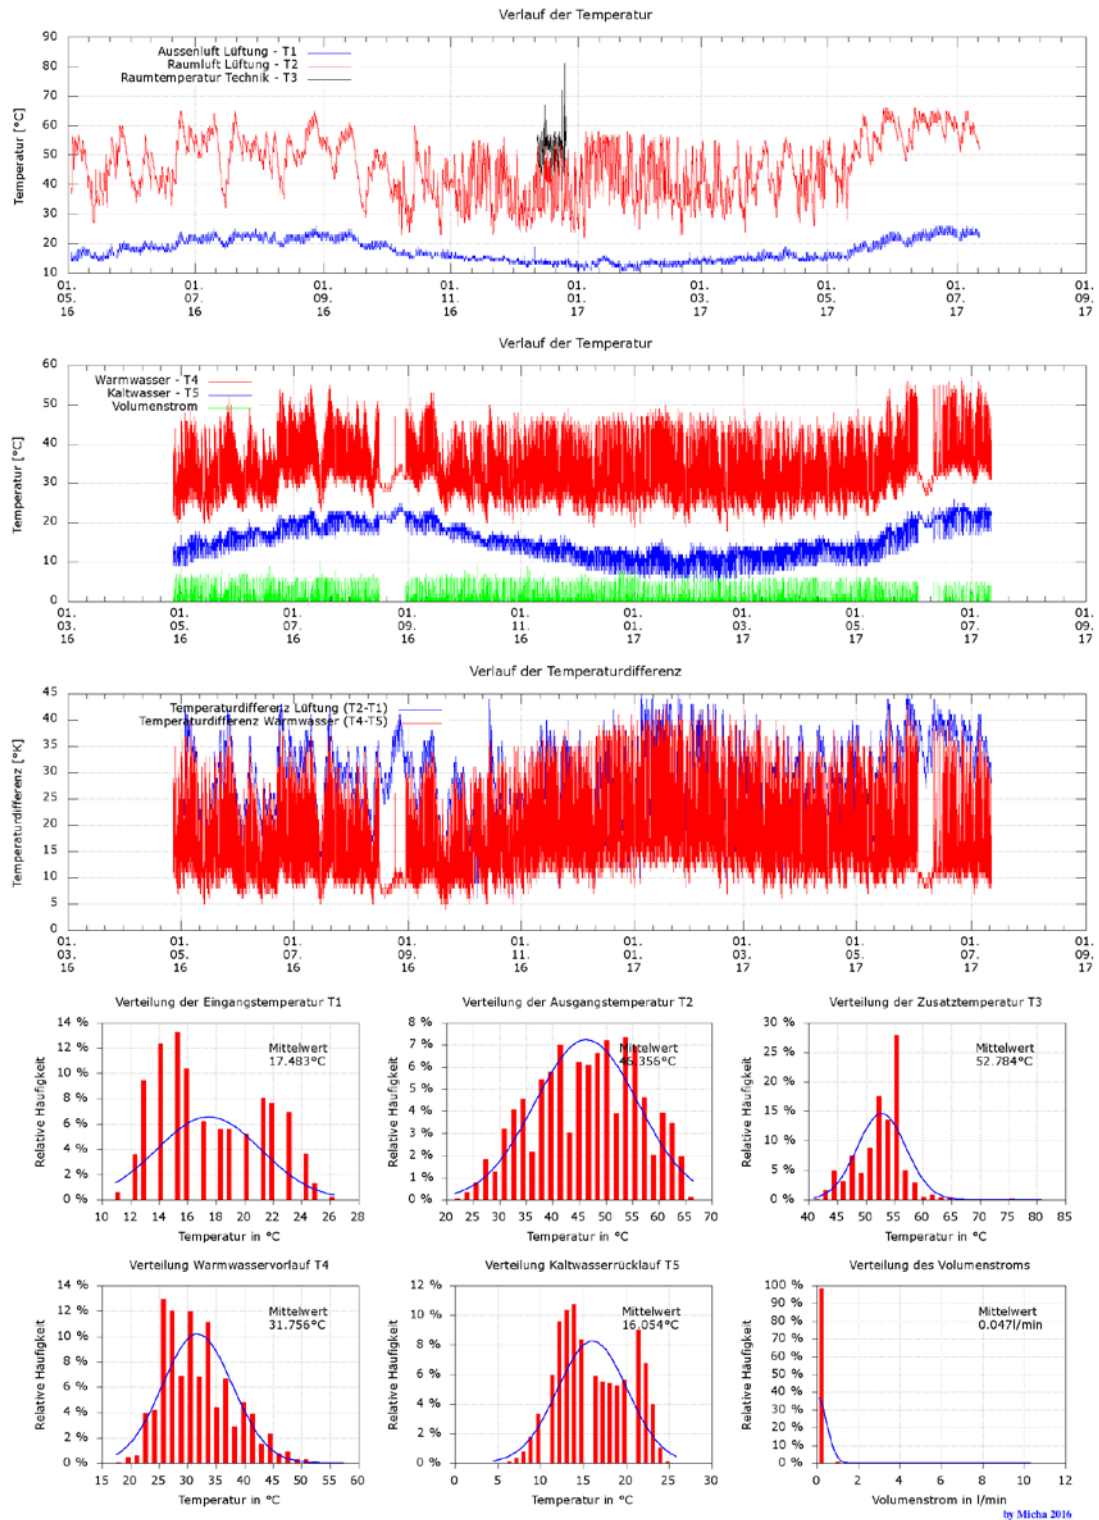 Verlauf der Temperatur
90
80
70
60
50
40
30
20
10
Temperatur [°C]
Aussenluft Lüftung - T1
Raumluft Lüftung - T2
Raumtemperatur Technik - T3
01. 01. 01. 01. 01. 01. 01. 01. 01.
05. 07. 09. 11. 01. 03. 05. 07. 09.
16 16 16 16 17 17 17 17 17
Verlauf der Temperatur
60
50
40
30
20
10
0
Temperatur [°C]
Warmwasser - T4
Kaltwasser - T5
Volumenstrom
01. 01. 01. 01. 01. 01. 01. 01. 01. 01.
03. 05. 07. 09. 11. 01. 03. 05. 07. 09.
16 16 16 16 16 17 17 17 17 17
Verlauf der Temperaturdifferenz
45
40
35
30
25
20
15
10
5
0
Temperaturdifferenz [°K]
Temperaturdifferenz Lüftung (T2-T1)
Temperaturdifferenz Warmwasser (T4-T5)
01. 01. 01. 01. 01. 01. 01. 01. 01. 01.
03. 05. 07. 09. 11. 01. 03. 05. 07. 09.
16 16 16 16 16 17 17 17 17 17
Verteilung der Eingangstemperatur T1
14 %
12 %
10 %
8 %
6 %
4 %
2 %
0 %
Relative Häufigkeit
Mittelwert
17.483°C
10 12 14 16 18 20 22 24 26 28
Temperatur in °C
Verteilung der Ausgangstemperatur T2
8 %
7 %
6 %
5 %
4 %
3 %
2 %
1 %
0 %
Relative Häufigkeit
Mittelwert
46.356°C
20 25 30 35 40 45 50 55 60 65 70
Temperatur in °C
Verteilung der Zusatztemperatur T3
30 %
25 %
20 %
15 %
10 %
5 %
0 %
Relative Häufigkeit
Mittelwert
52.784°C
40 45 50 55 60 65 70 75 80 85
Temperatur in °C
Verteilung Warmwasservorlauf T4
14 %
12 %
10 %
8 %
6 %
4 %
2 %
0 %
Relative Häufigkeit
Mittelwert
31.756°C
15 20 25 30 35 40 45 50 55 60
Temperatur in °C
Verteilung Kaltwasserrücklauf T5
12 %
10 %
8 %
6 %
4 %
2 %
0 %
Relative Häufigkeit
Mittelwert
16.054°C
0 5 10 15 20 25 30
Temperatur in °C
Verteilung des Volumenstroms
100 %
90 %
80 %
70 %
60 %
50 %
40 %
30 %
20 %
10 %
0 %
Relative Häufigkeit
Mittelwert
0.047l/min
0 2 4 6 8 10 12
Volumenstrom in l/min
by Micha 2016